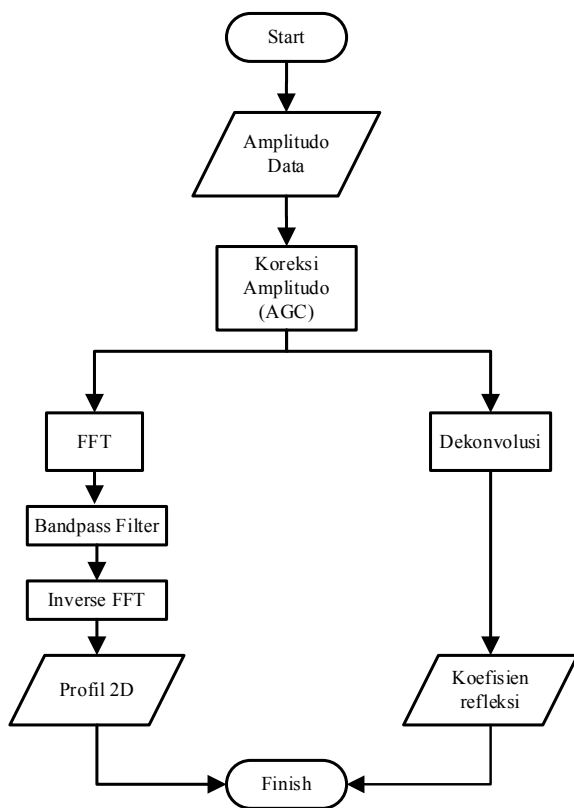 Start
Amplitudo
Data
Koreksi
Amplitudo
(AGC)
FFT
Dekonvolusi
Bandpass Filter
Inverse FFT
Profil 2D
Koefisien
refleksi
Finish